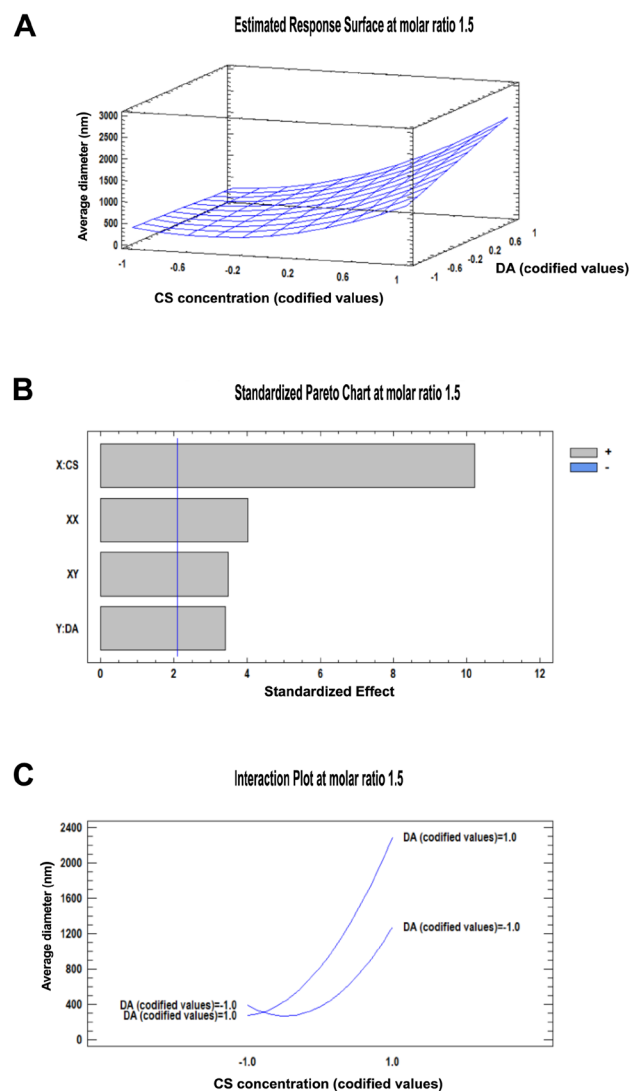 A
Estimated Response Surface at molar ratio 1.5
Average diameter (nm)
3000
2500
2000
1500
1000
500
0
-1
-0.6
-0.2
0.2
0.6
1
CS concentration (codified values)
-1
-0.6
-0.2
0.2
0.6
1
DA (codified values)
B
Standardized Pareto Chart at molar ratio 1.5
X:CS
XX
XY
Y:DA
+
-
0 2 4 6 8 10 12
Standardized Effect
C
Interaction Plot at molar ratio 1.5
Average diameter (nm)
2400
2000
1600
1200
800
400
0
DA (codified values)=1.0
DA (codified values)=-1.0
DA (codified values)=-1.0
DA (codified values)=1.0
-1.0 1.0
CS concentration (codified values)